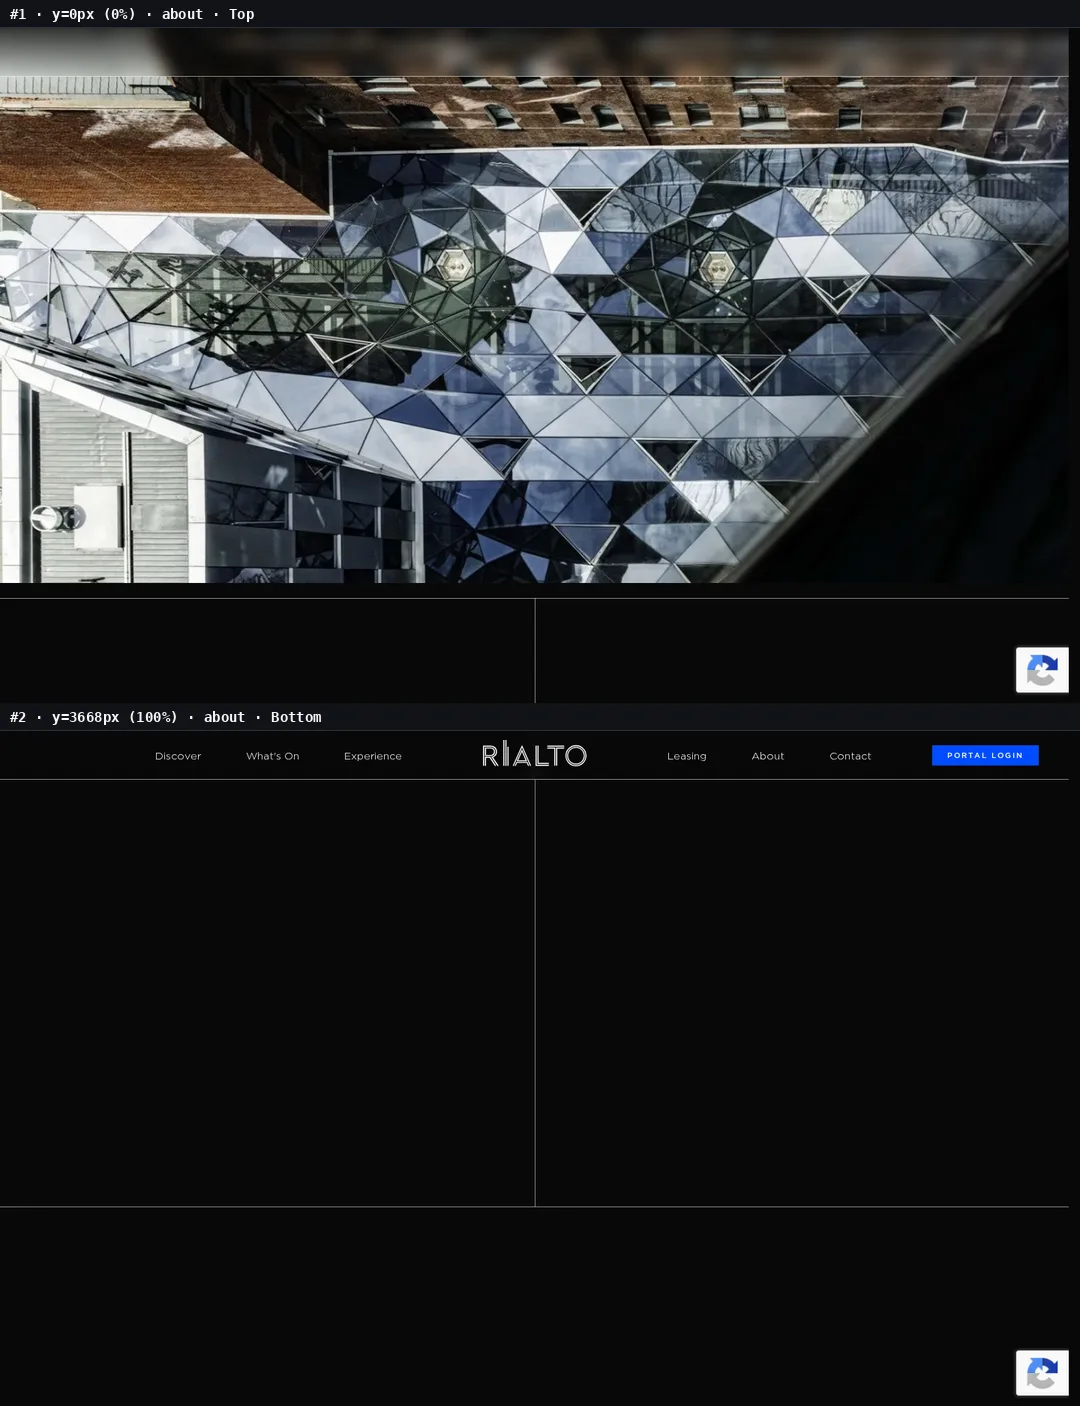 #1 · y=0px (0%) · about · Top
#2 · y=3668px (100%) · about · Bottom
Discover What's On Experience RIALTO Leasing About Contact PORTAL LOGIN